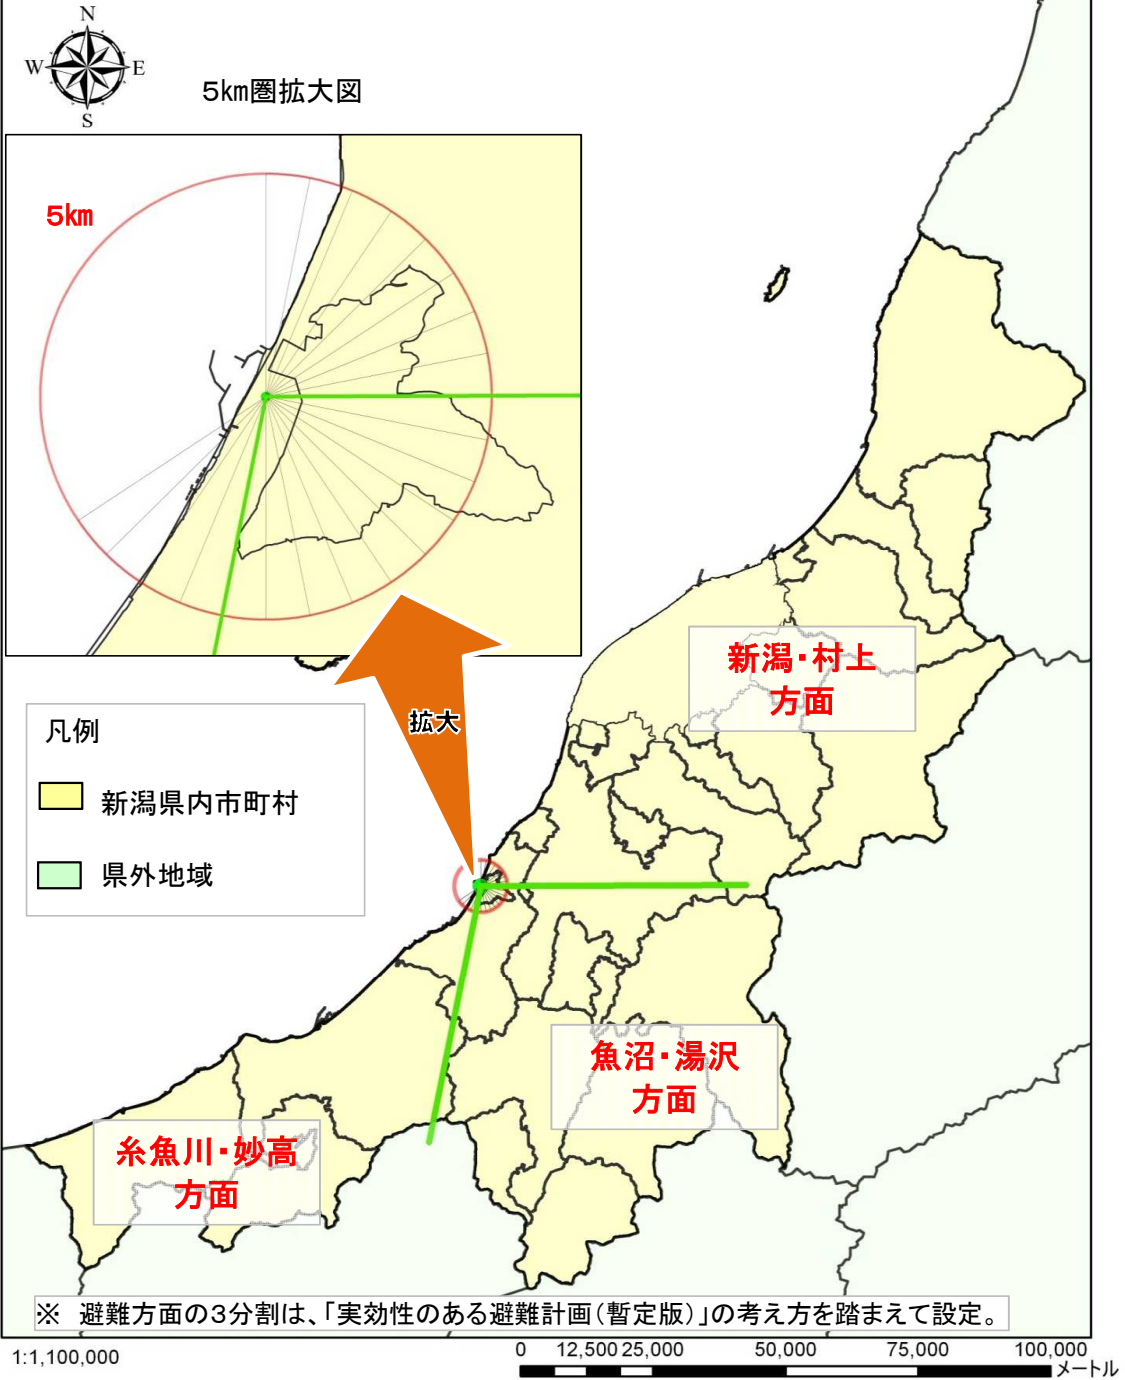 N
W E
S
5km圏拡大図
5km
新潟・村上
方面
拡大
凡例
新潟県内市町村
県外地域
魚沼・湯沢
方面
糸魚川・妙高
方面
※ 避難方面の3分割は、「実効性のある避難計画(暫定版)」の考え方を踏まえて設定。
1:1,100,000
0 12,500 25,000 50,000 75,000 100,000
メートル